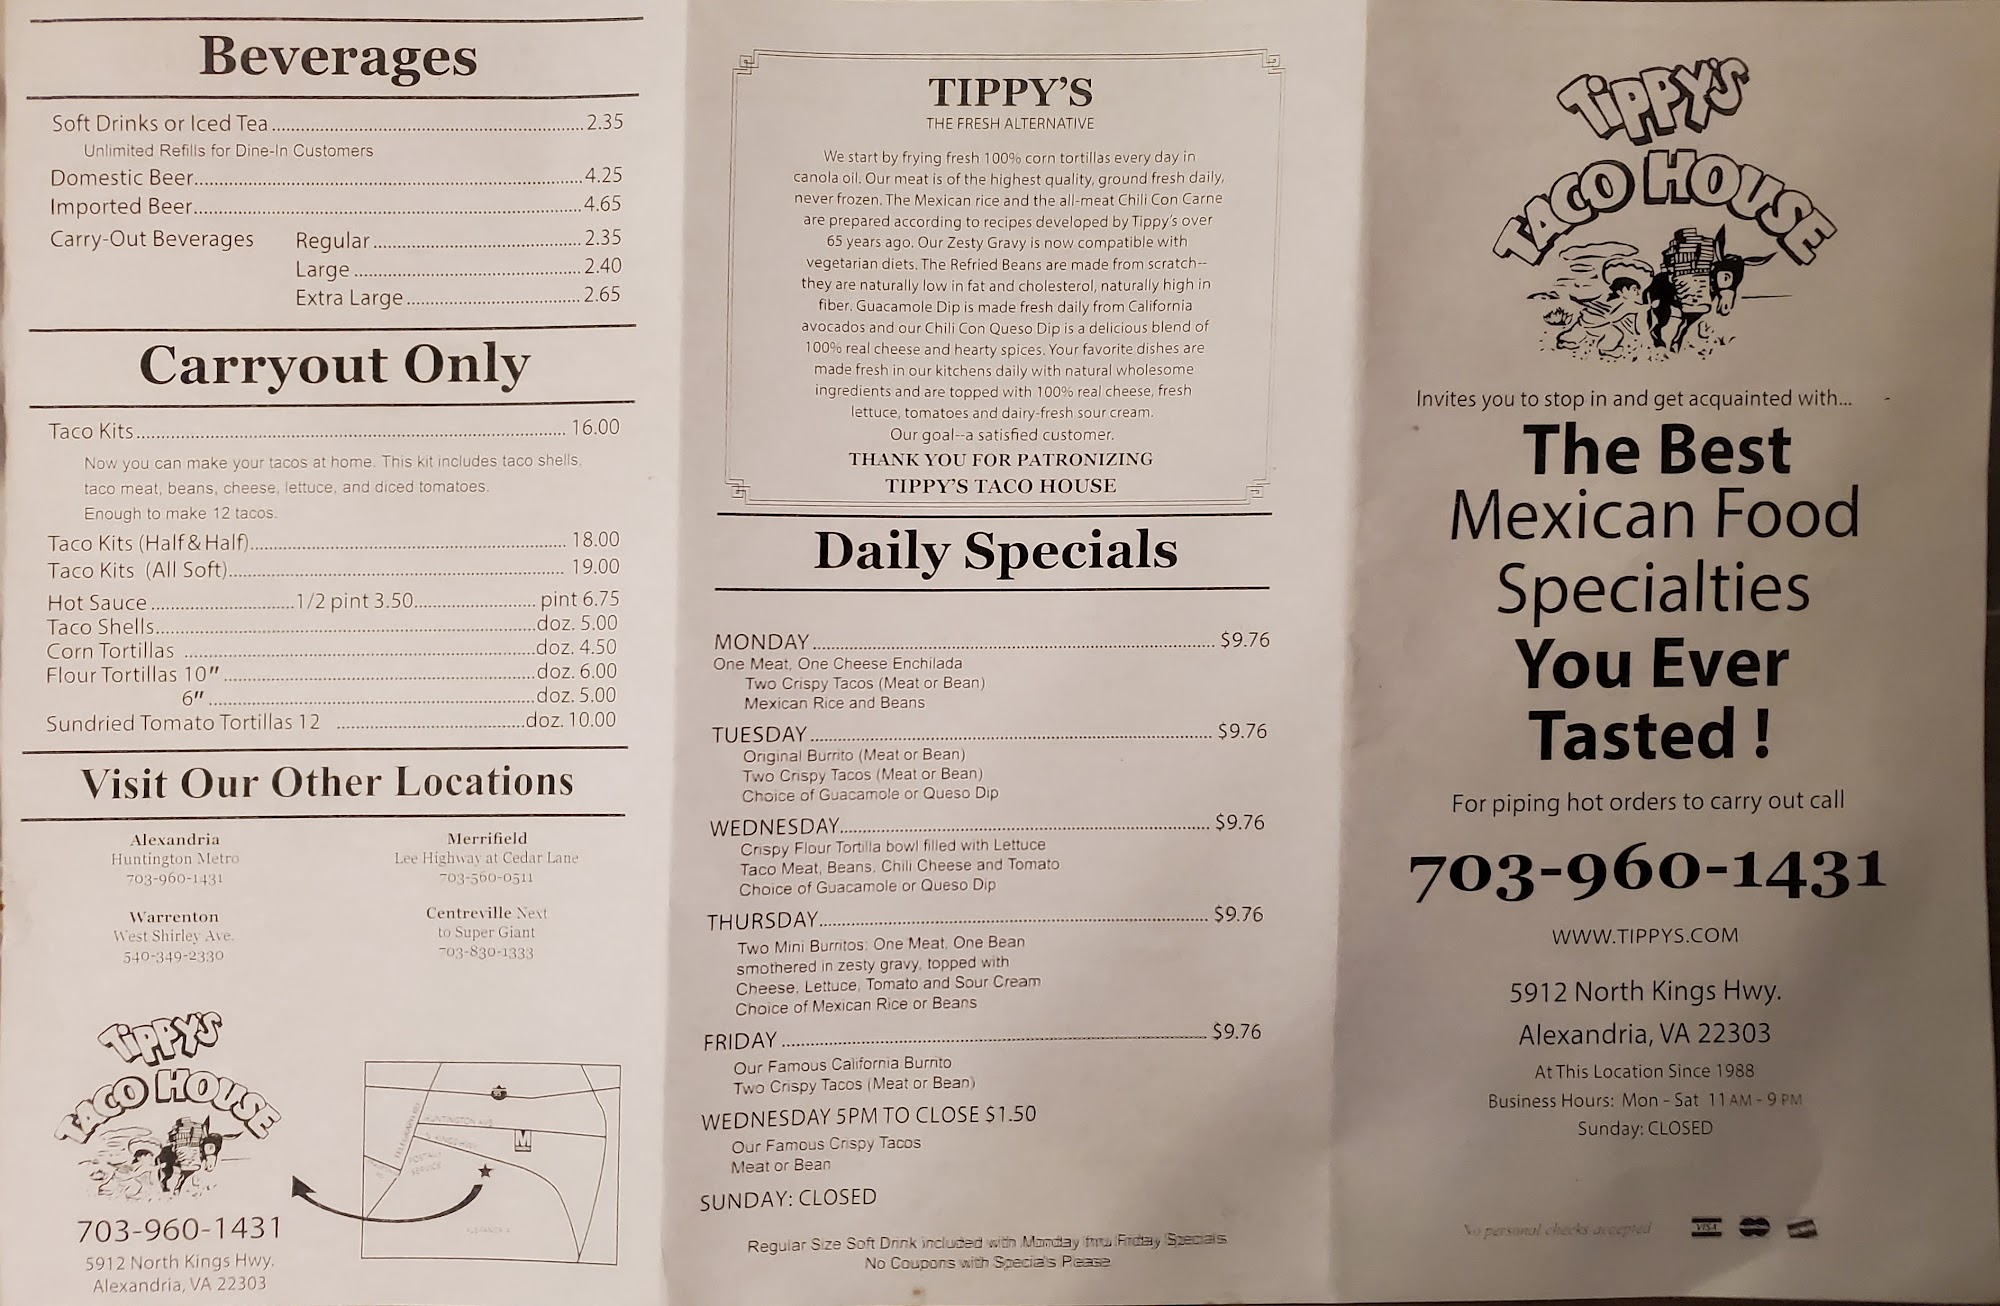 Beverages
Soft Drinks or Iced Tea ........ 2.35
Unlimited Refills for Dine-In Customers
Domestic Beer ........ 4.25
Imported Beer ........ 4.65
Carry-Out Beverages Regular ........ 2.35
Large ........ 2.40
Extra Large ........ 2.65
Carryout Only
Taco Kits ........ 16.00
Now you can make your tacos at home. This kit includes taco shells,
taco meat, beans, cheese, lettuce, and diced tomatoes.
Enough to make 12 tacos.
Taco Kits (Half & Half) ........ 18.00
Taco Kits (All Soft) ........ 19.00
Hot Sauce ........ 1/2 pint 3.50 ........ pint 6.75
Taco Shells ........ doz. 5.00
Corn Tortillas ........ doz. 4.50
Flour Tortillas 10" ........ doz. 6.00
6" ........ doz. 5.00
Sundried Tomato Tortillas 12 ........ doz. 10.00
Visit Our Other Locations
Alexandria
Huntington Metro
703-960-1431
Merrifield
Lee Highway at Cedar Lane
703-560-0511
Warrenton
West Shirley Ave.
540-349-2330
Centreville Next
to Super Giant
703-830-1333
TIPPY'S
TACO HOUSE
703-960-1431
5912 North Kings Hwy.
Alexandria, VA 22303
95
TELEGRAPH RD
HUNTINGTON AVE
N. KINGS HWY
M
POSTAL
SERVICE
ALEXANDRIA
TIPPY'S
THE FRESH ALTERNATIVE
We start by frying fresh 100% corn tortillas every day in
canola oil. Our meat is of the highest quality, ground fresh daily,
never frozen. The Mexican rice and the all-meat Chili Con Carne
are prepared according to recipes developed by Tippy's over
65 years ago. Our Zesty Gravy is now compatible with
vegetarian diets. The Refried Beans are made from scratch--
they are naturally low in fat and cholesterol, naturally high in
fiber. Guacamole Dip is made fresh daily from California
avocados and our Chili Con Queso Dip is a delicious blend of
100% real cheese and hearty spices. Your favorite dishes are
made fresh in our kitchens daily with natural wholesome
ingredients and are topped with 100% real cheese, fresh
lettuce, tomatoes and dairy-fresh sour cream.
Our goal--a satisfied customer.
THANK YOU FOR PATRONIZING
TIPPY'S TACO HOUSE
Daily Specials
MONDAY ........ $9.76
One Meat, One Cheese Enchilada
Two Crispy Tacos (Meat or Bean)
Mexican Rice and Beans
TUESDAY ........ $9.76
Original Burrito (Meat or Bean)
Two Crispy Tacos (Meat or Bean)
Choice of Guacamole or Queso Dip
WEDNESDAY ........ $9.76
Crispy Flour Tortilla bowl filled with Lettuce
Taco Meat, Beans, Chili Cheese and Tomato
Choice of Guacamole or Queso Dip
THURSDAY ........ $9.76
Two Mini Burritos: One Meat, One Bean
smothered in zesty gravy, topped with
Cheese, Lettuce, Tomato and Sour Cream
Choice of Mexican Rice or Beans
FRIDAY ........ $9.76
Our Famous California Burrito
Two Crispy Tacos (Meat or Bean)
WEDNESDAY 5PM TO CLOSE $1.50
Our Famous Crispy Tacos
Meat or Bean
SUNDAY: CLOSED
Regular Size Soft Drink included with Monday thru Friday Specials
No Coupons with Specials Please
TIPPY'S
TACO HOUSE
Invites you to stop in and get acquainted with...
The Best
Mexican Food
Specialties
You Ever
Tasted !
For piping hot orders to carry out call
703-960-1431
WWW.TIPPYS.COM
5912 North Kings Hwy.
Alexandria, VA 22303
At This Location Since 1988
Business Hours: Mon - Sat 11 AM - 9 PM
Sunday: CLOSED
No personal checks accepted
VISA